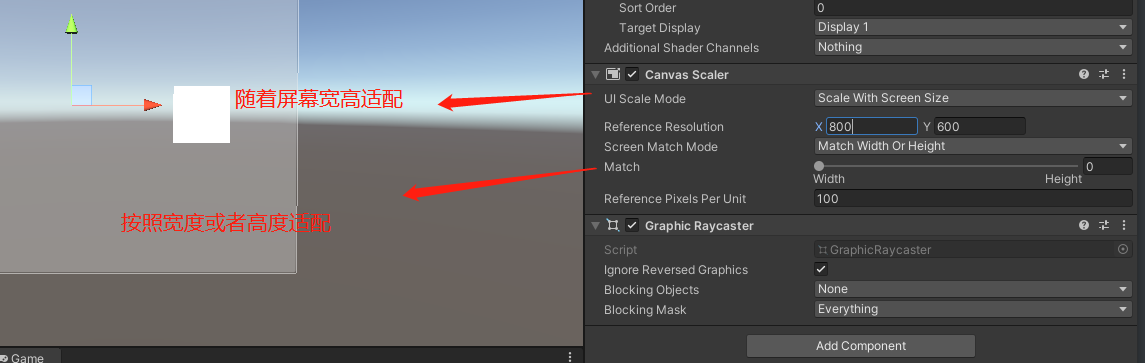 Sort Order 0
Target Display Display 1
Additional Shader Channels Nothing
Canvas Scaler
随着屏幕宽高适配
UI Scale Mode Scale With Screen Size
Reference Resolution X 800 Y 600
Screen Match Mode Match Width Or Height
Match 0
Width Height
Reference Pixels Per Unit 100
按照宽度或者高度适配
Graphic Raycaster
Script GraphicRaycaster
Ignore Reversed Graphics
Blocking Objects None
Blocking Mask Everything
Add Component
Game